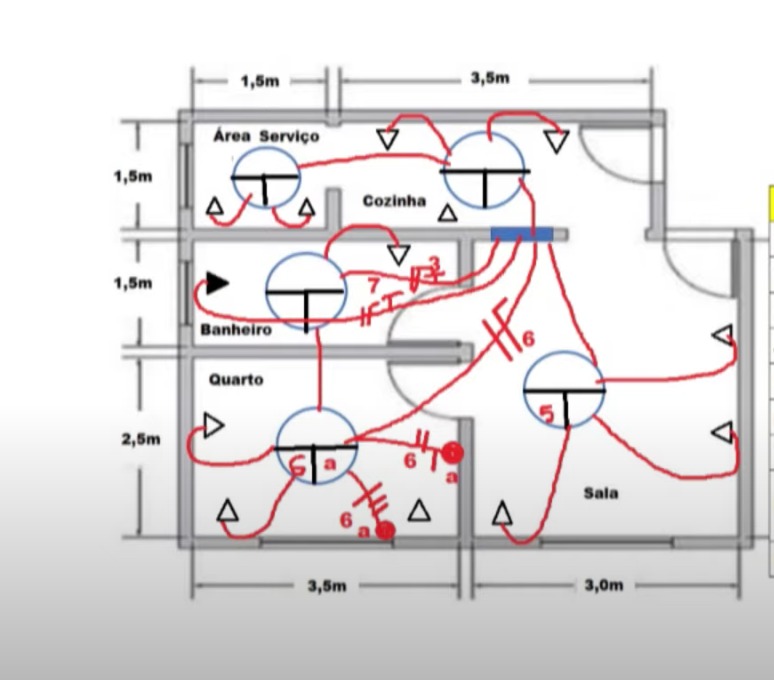 1,5m
3,5m
Área Serviço
1,5m
Cozinha
3
7
1,5m
Banheiro
6
Quarto
5
2,5m
6
a
6
a
6
a
Sala
3,5m
3,0m